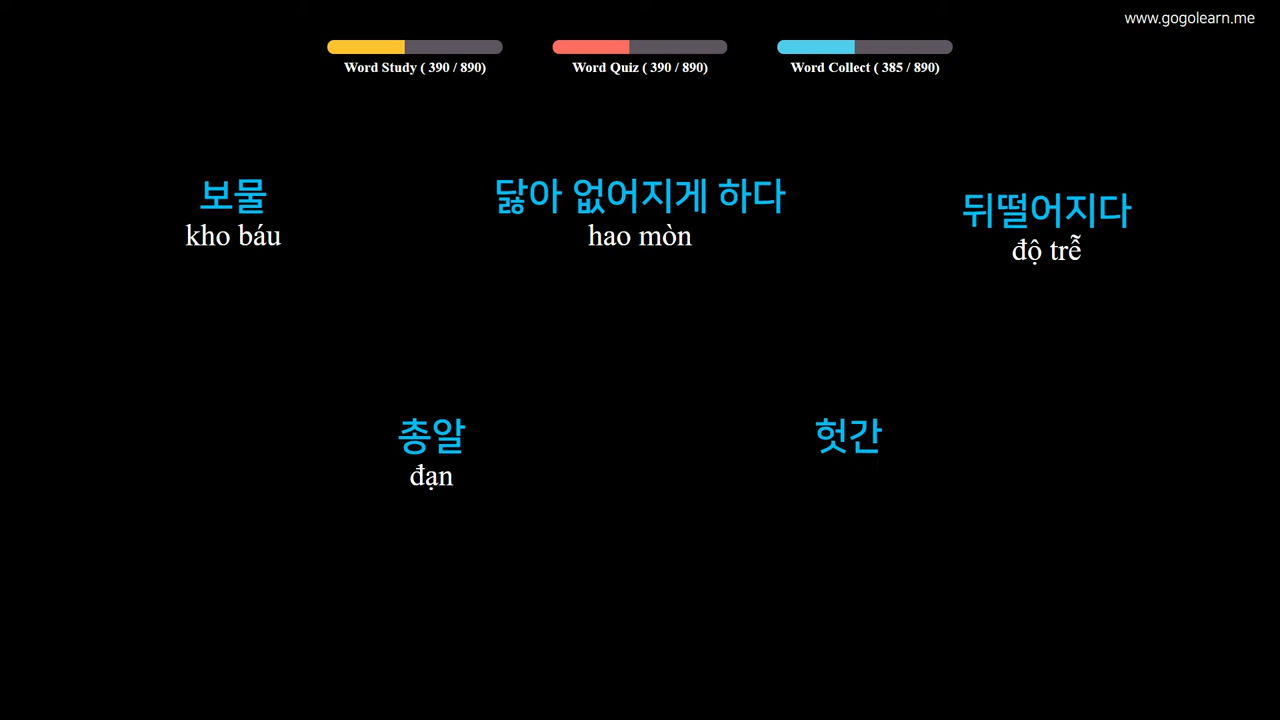 www.gogolearn.me
Word Study ( 390 / 890)
Word Quiz ( 390 / 890)
Word Collect ( 385 / 890)
보물
kho báu
닳아 없어지게 하다
hao mòn
뒤떨어지다
độ trễ
총알
đạn
헛간